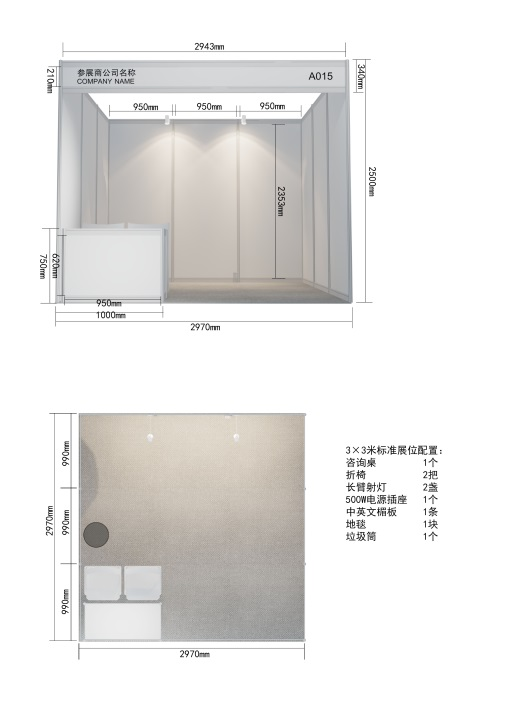 2943mm
参展商公司名称
COMPANY NAME
A015
210mm
340mm
950mm 950mm 950mm
2353mm
2500mm
750mm
620mm
950mm
1000mm
2970mm
990mm
990mm
990mm
2970mm
2970mm
3×3米标准展位配置：
咨询桌 1个
折椅 2把
长臂射灯 2盏
500W电源插座 1个
中英文楣板 1条
地毯 1块
垃圾筒 1个